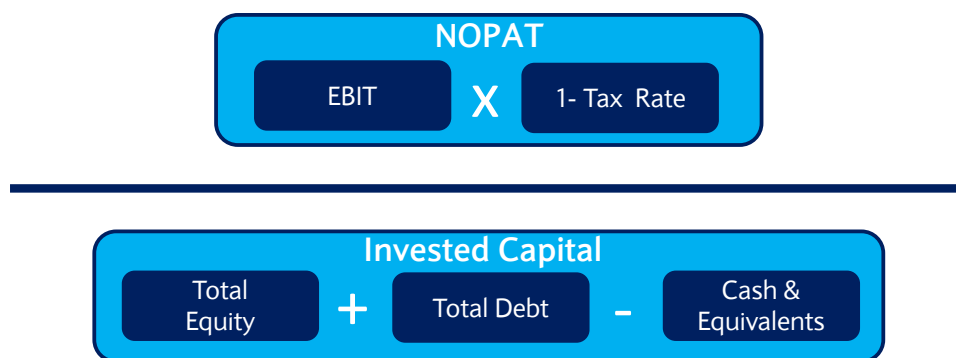 NOPAT
EBIT X 1- Tax Rate
Invested Capital
Total Equity + Total Debt - Cash & Equivalents